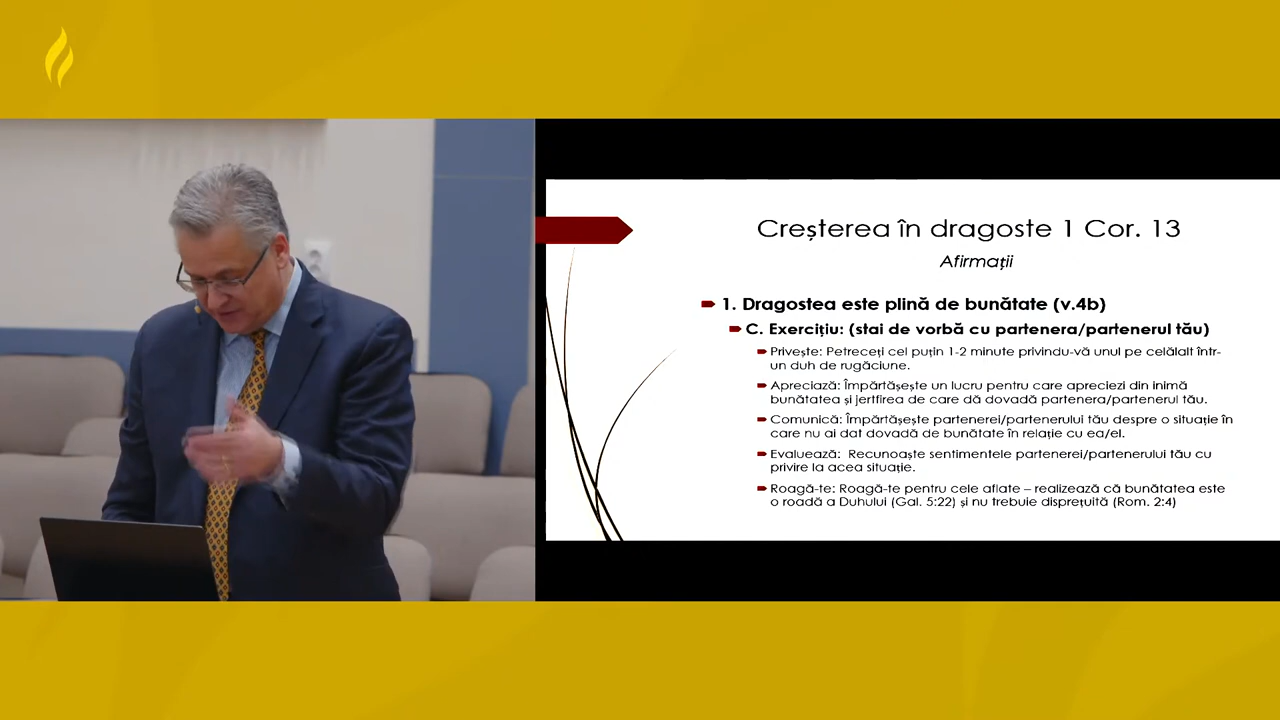 Creșterea în dragoste 1 Cor. 13
Afirmații
1. Dragostea este plină de bunătate (v.4b)
C. Exercițiu: (stai de vorbă cu partenera/partenerul tău)
Privește: Petreceți cel puțin 1-2 minute privindu-vă unul pe celălalt într-
un duh de rugăciune.
Apreciază: Împărtășește un lucru pentru care apreciezi din inimă
bunătatea și jertfirea de care dă dovadă partenera/partenerul tău.
Comunică: Împărtășește partenerei/partenerului tău despre o situație în
care nu ai dat dovadă de bunătate în relație cu ea/el.
Evaluează: Recunoaște sentimentele partenerei/partenerului tău cu
privire la acea situație.
Roagă-te: Roagă-te pentru cele aflate – realizează că bunătatea este
o roadă a Duhului (Gal. 5:22) și nu trebuie disprețuită (Rom. 2:4)